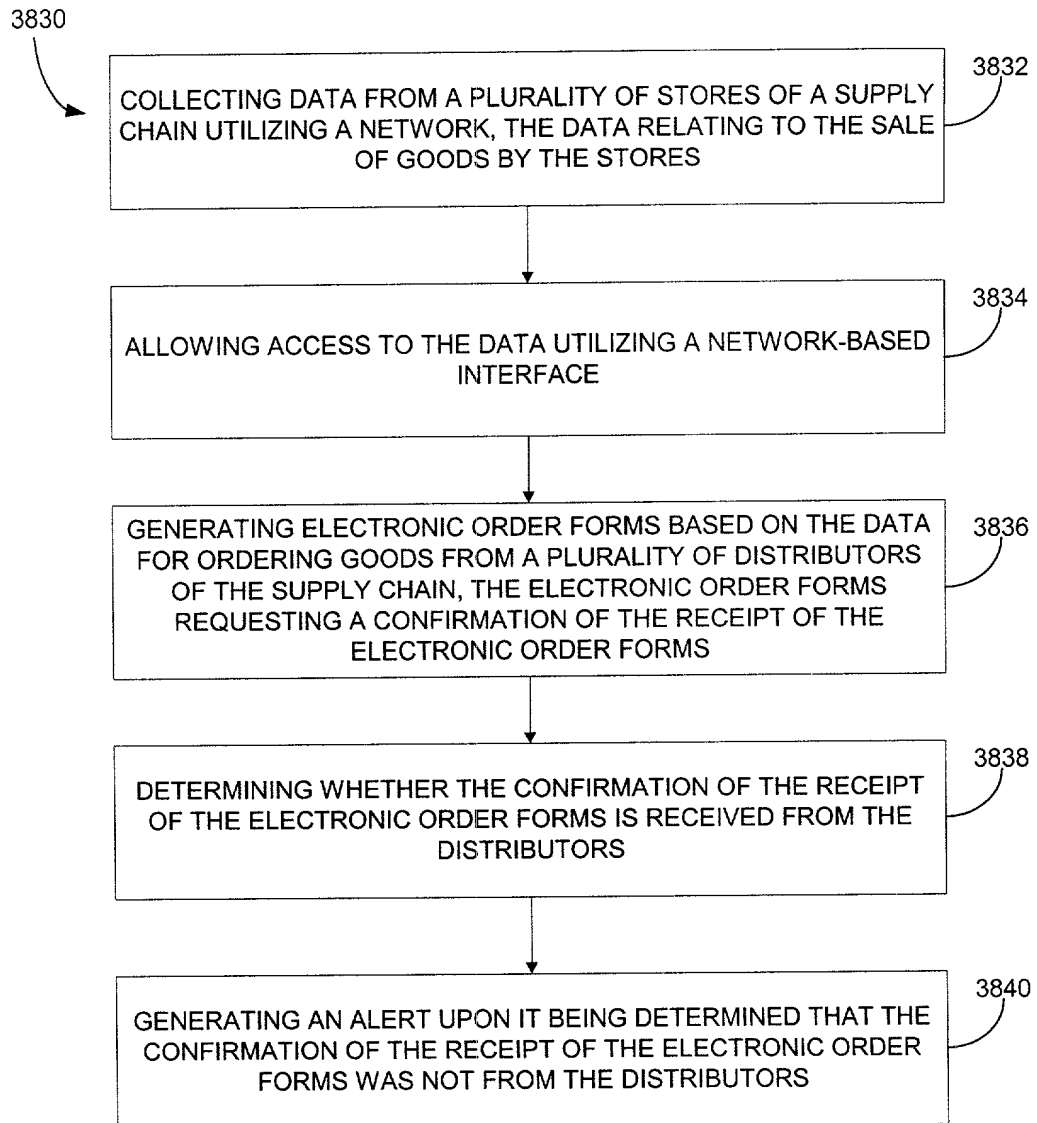 3830
3832
COLLECTING DATA FROM A PLURALITY OF STORES OF A SUPPLY
CHAIN UTILIZING A NETWORK, THE DATA RELATING TO THE SALE
OF GOODS BY THE STORES
3834
ALLOWING ACCESS TO THE DATA UTILIZING A NETWORK-BASED
INTERFACE
3836
GENERATING ELECTRONIC ORDER FORMS BASED ON THE DATA
FOR ORDERING GOODS FROM A PLURALITY OF DISTRIBUTORS
OF THE SUPPLY CHAIN, THE ELECTRONIC ORDER FORMS
REQUESTING A CONFIRMATION OF THE RECEIPT OF THE
ELECTRONIC ORDER FORMS
3838
DETERMINING WHETHER THE CONFIRMATION OF THE RECEIPT
OF THE ELECTRONIC ORDER FORMS IS RECEIVED FROM THE
DISTRIBUTORS
3840
GENERATING AN ALERT UPON IT BEING DETERMINED THAT THE
CONFIRMATION OF THE RECEIPT OF THE ELECTRONIC ORDER
FORMS WAS NOT FROM THE DISTRIBUTORS